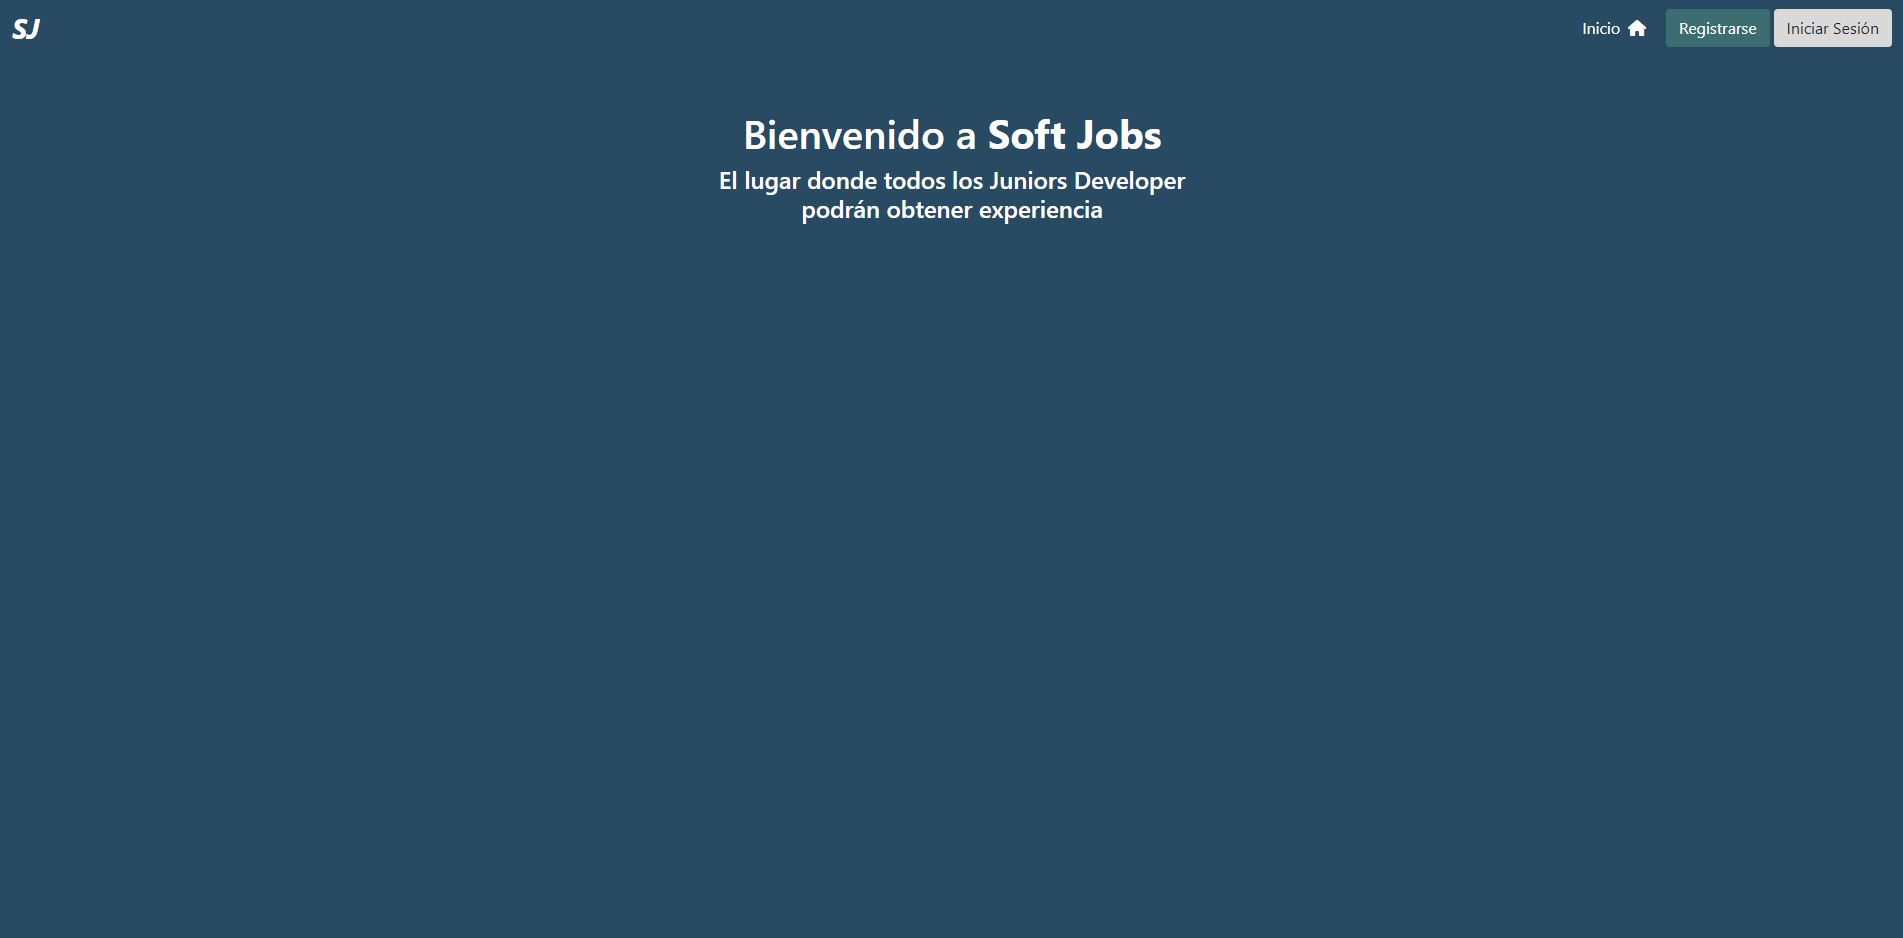 SJ
Inicio
Registrarse
Iniciar Sesión
Bienvenido a Soft Jobs
El lugar donde todos los Juniors Developer
podrán obtener experiencia